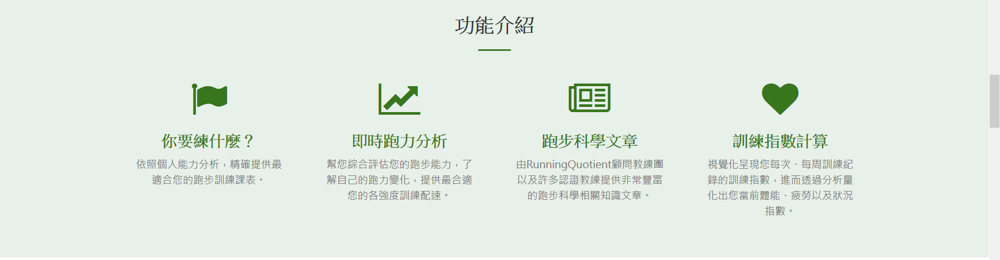 功能介紹
你要練什麼？
依照個人能力分析，精確提供最
適合您的跑步訓練課表。
即時跑力分析
幫您綜合評估您的跑步能力，了
解自己的跑力變化，提供最合適
您的各強度訓練配速。
跑步科學文章
由RunningQuotient顧問教練團
以及許多認證教練提供非常豐富
的跑步科學相關知識文章。
訓練指數計算
視覺化呈現您每次、每周訓練紀
錄的訓練指數，進而透過分析量
化出您當前體能、疲勞以及狀況
指數。